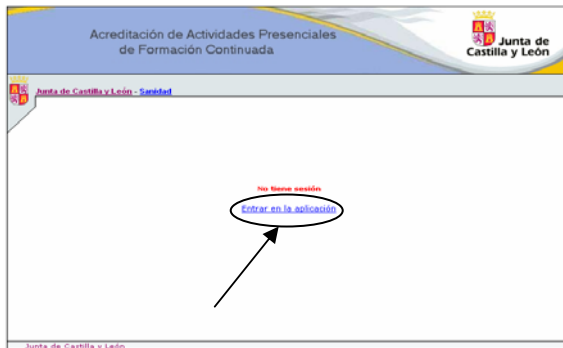 Acreditación de Actividades Presenciales
de Formación Continuada
Junta de
Castilla y León
Junta de Castilla y León - Sanidad
No tiene sesión
Entrar en la aplicación
Junta de Castilla y León